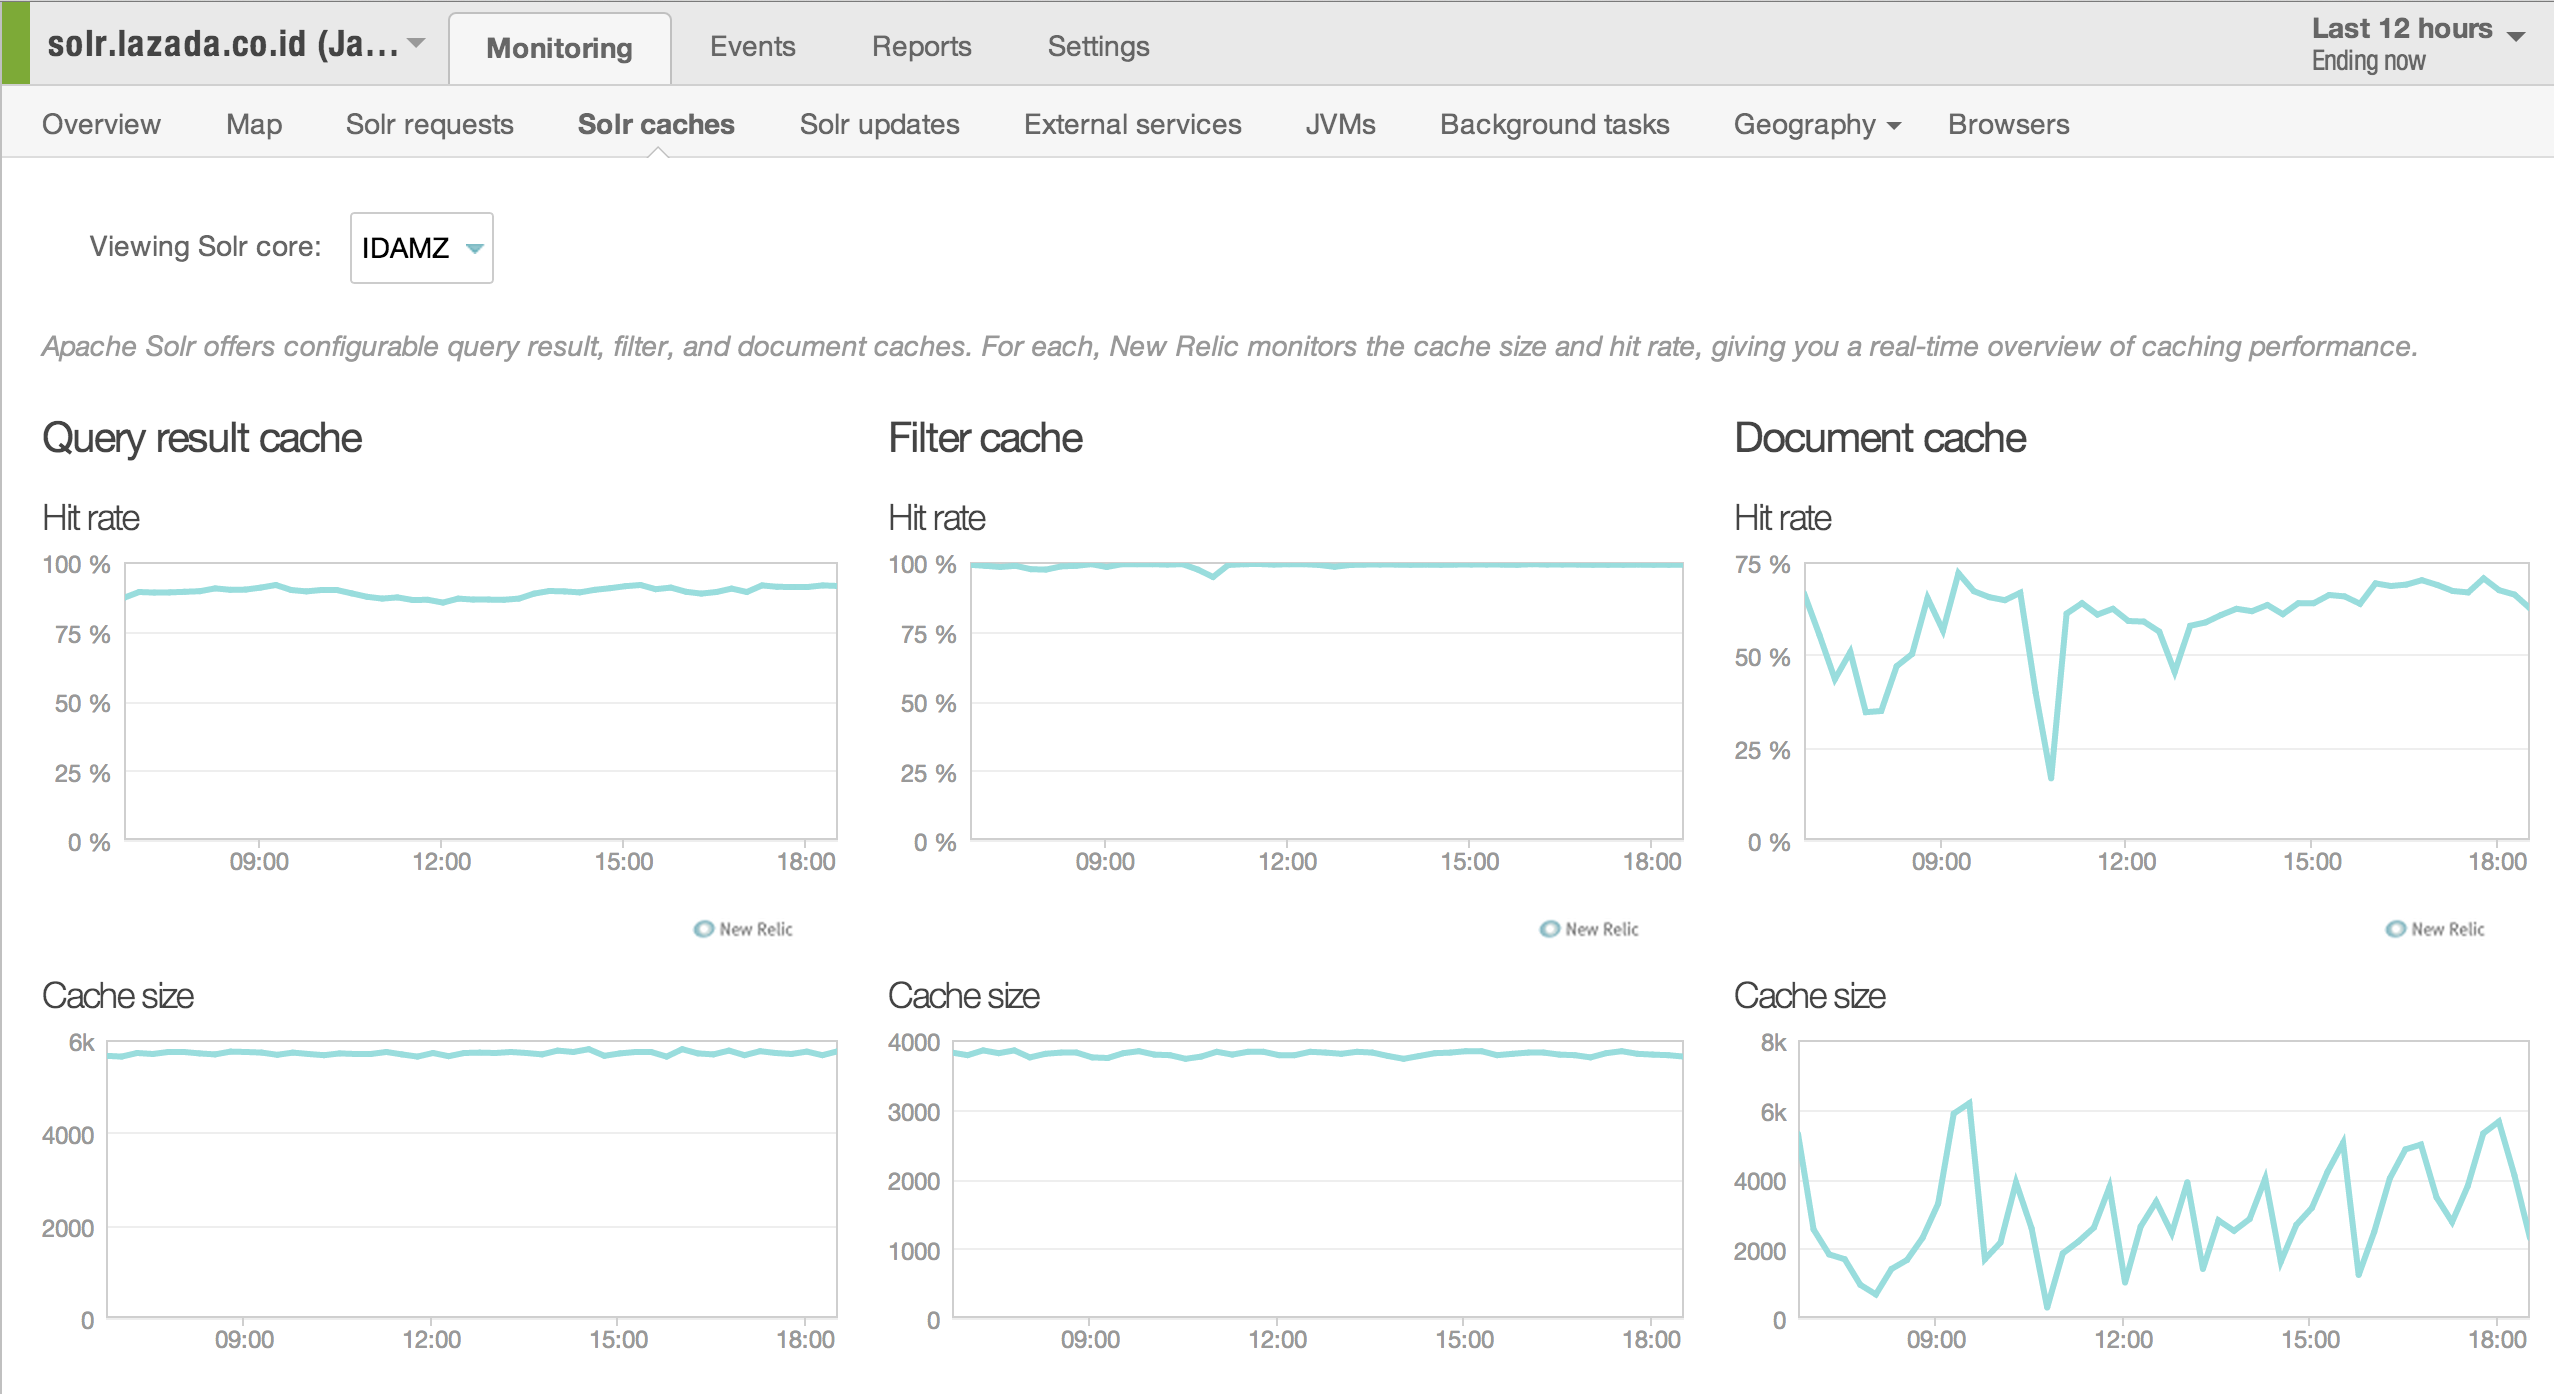 solr.lazada.co.id (Ja...
Monitoring
Events
Reports
Settings
Last 12 hours
Ending now
Overview
Map
Solr requests
Solr caches
Solr updates
External services
JVMs
Background tasks
Geography
Browsers
Viewing Solr core:
IDAMZ
Apache Solr offers configurable query result, filter, and document caches. For each, New Relic monitors the cache size and hit rate, giving you a real-time overview of caching performance.
Query result cache
Hit rate
100 %
75 %
50 %
25 %
0 %
09:00
12:00
15:00
18:00
New Relic
Cache size
6k
4000
2000
0
09:00
12:00
15:00
18:00
Filter cache
Hit rate
100 %
75 %
50 %
25 %
0 %
09:00
12:00
15:00
18:00
New Relic
Cache size
4000
3000
2000
1000
0
09:00
12:00
15:00
18:00
Document cache
Hit rate
75 %
50 %
25 %
0 %
09:00
12:00
15:00
18:00
New Relic
Cache size
8k
6k
4000
2000
0
09:00
12:00
15:00
18:00